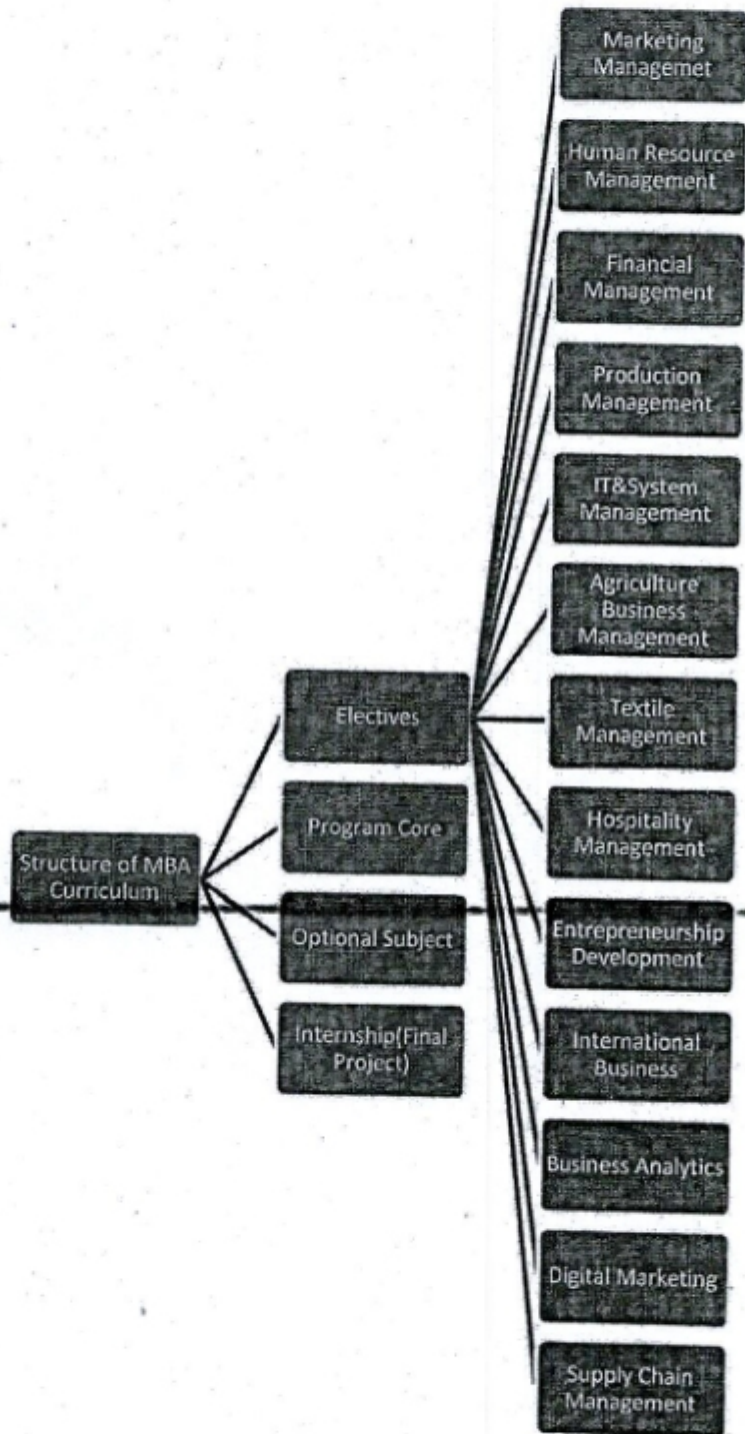 Structure of MBA
Curriculum
Electives
Program Core
Optional Subject
Internship(Final
Project)
Marketing
Managemet
Human Resource
Management
Financial
Management
Production
Management
IT&System
Management
Agriculture
Business
Management
Textile
Management
Hospitality
Management
Entrepreneurship
Development
International
Business
Business Analytics
Digital Marketing
Supply Chain
Management